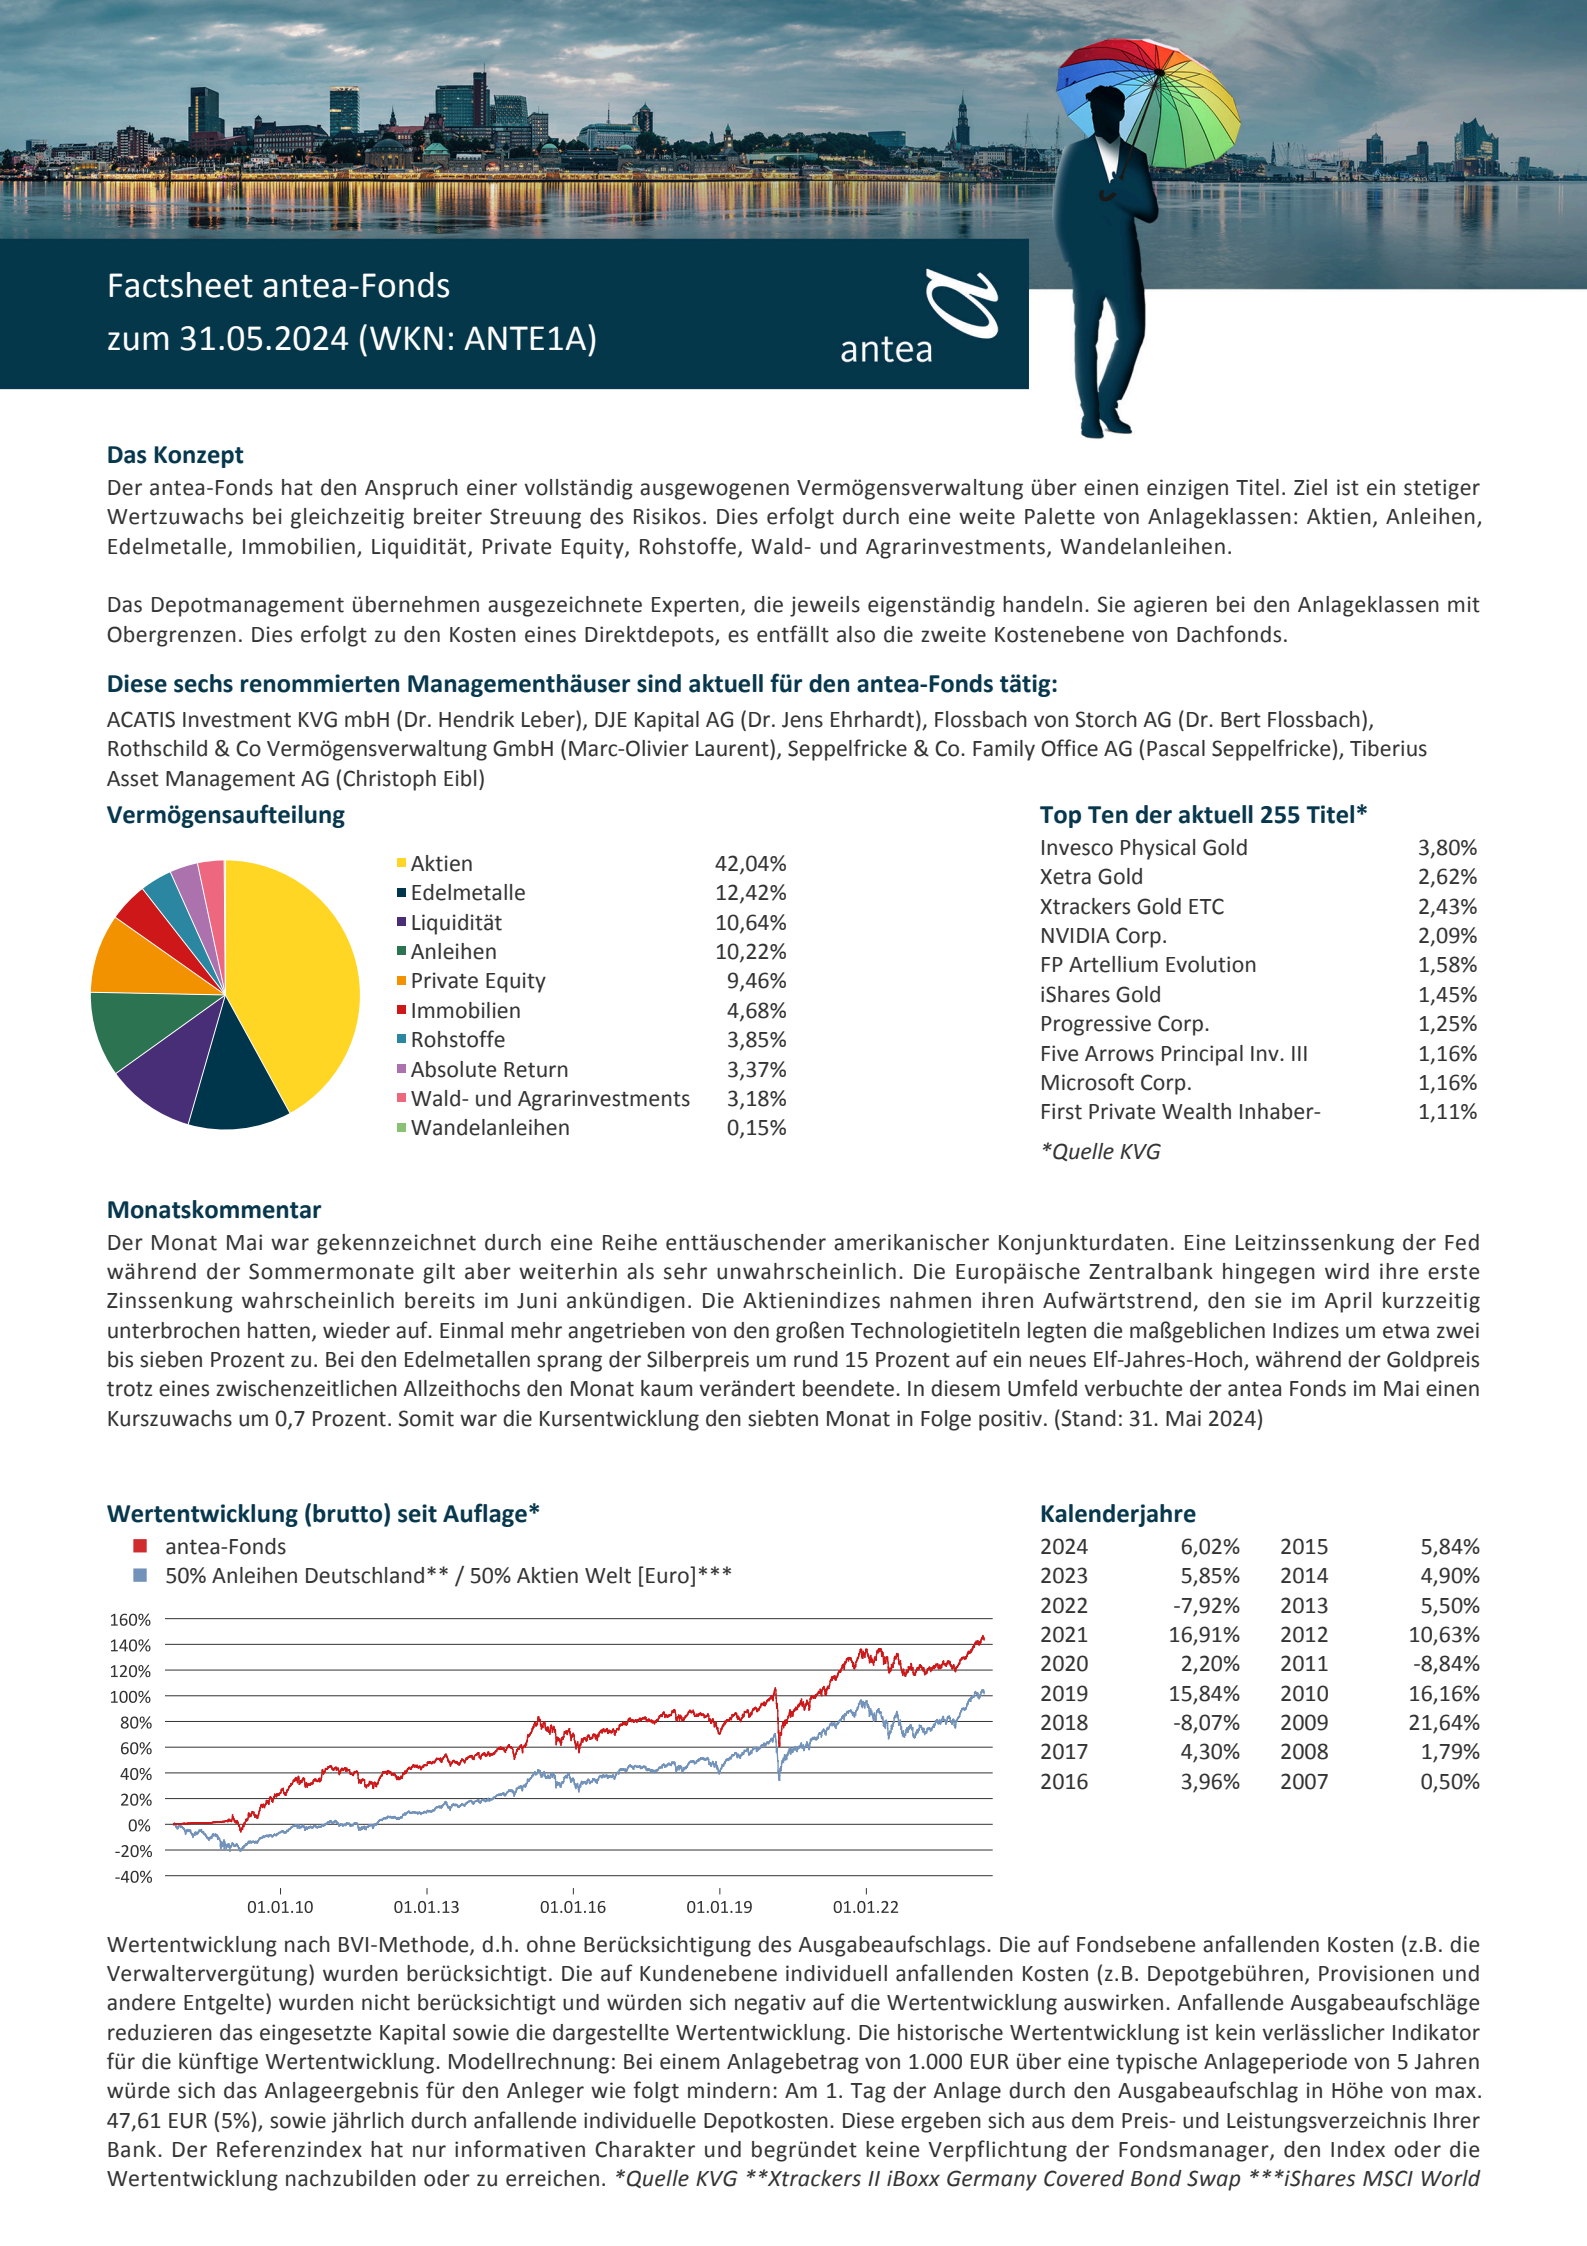 Factsheet antea-Fonds
zum 31.05.2024 (WKN: ANTE1A)
antea
Das Konzept
Der antea-Fonds hat den Anspruch einer vollständig ausgewogenen Vermögensverwaltung über einen einzigen Titel. Ziel ist ein stetiger
Wertzuwachs bei gleichzeitig breiter Streuung des Risikos. Dies erfolgt durch eine weite Palette von Anlageklassen: Aktien, Anleihen,
Edelmetalle, Immobilien, Liquidität, Private Equity, Rohstoffe, Wald- und Agrarinvestments, Wandelanleihen.
Das Depotmanagement übernehmen ausgezeichnete Experten, die jeweils eigenständig handeln. Sie agieren bei den Anlageklassen mit
Obergrenzen. Dies erfolgt zu den Kosten eines Direktdepots, es entfällt also die zweite Kostenebene von Dachfonds.
Diese sechs renommierten Managementhäuser sind aktuell für den antea-Fonds tätig:
ACATIS Investment KVG mbH (Dr. Hendrik Leber), DJE Kapital AG (Dr. Jens Ehrhardt), Flossbach von Storch AG (Dr. Bert Flossbach),
Rothschild & Co Vermögensverwaltung GmbH (Marc-Olivier Laurent), Seppelfricke & Co. Family Office AG (Pascal Seppelfricke), Tiberius
Asset Management AG (Christoph Eibl)
Vermögensaufteilung
Aktien 42,04%
Edelmetalle 12,42%
Liquidität 10,64%
Anleihen 10,22%
Private Equity 9,46%
Immobilien 4,68%
Rohstoffe 3,85%
Absolute Return 3,37%
Wald- und Agrarinvestments 3,18%
Wandelanleihen 0,15%
Top Ten der aktuell 255 Titel*
Invesco Physical Gold 3,80%
Xetra Gold 2,62%
Xtrackers Gold ETC 2,43%
NVIDIA Corp. 2,09%
FP Artellium Evolution 1,58%
iShares Gold 1,45%
Progressive Corp. 1,25%
Five Arrows Principal Inv. III 1,16%
Microsoft Corp. 1,16%
First Private Wealth Inhaber- 1,11%
*Quelle KVG
Monatskommentar
Der Monat Mai war gekennzeichnet durch eine Reihe enttäuschender amerikanischer Konjunkturdaten. Eine Leitzinssenkung der Fed
während der Sommermonate gilt aber weiterhin als sehr unwahrscheinlich. Die Europäische Zentralbank hingegen wird ihre erste
Zinssenkung wahrscheinlich bereits im Juni ankündigen. Die Aktienindizes nahmen ihren Aufwärtstrend, den sie im April kurzzeitig
unterbrochen hatten, wieder auf. Einmal mehr angetrieben von den großen Technologietiteln legten die maßgeblichen Indizes um etwa zwei
bis sieben Prozent zu. Bei den Edelmetallen sprang der Silberpreis um rund 15 Prozent auf ein neues Elf-Jahres-Hoch, während der Goldpreis
trotz eines zwischenzeitlichen Allzeithochs den Monat kaum verändert beendete. In diesem Umfeld verbuchte der antea Fonds im Mai einen
Kurszuwachs um 0,7 Prozent. Somit war die Kursentwicklung den siebten Monat in Folge positiv. (Stand: 31. Mai 2024)
Wertentwicklung (brutto) seit Auflage*
antea-Fonds
50% Anleihen Deutschland** / 50% Aktien Welt [Euro]***
160%
140%
120%
100%
80%
60%
40%
20%
0%
-20%
-40%
01.01.10 01.01.13 01.01.16 01.01.19 01.01.22
Kalenderjahre
2024 6,02% 2015 5,84%
2023 5,85% 2014 4,90%
2022 -7,92% 2013 5,50%
2021 16,91% 2012 10,63%
2020 2,20% 2011 -8,84%
2019 15,84% 2010 16,16%
2018 -8,07% 2009 21,64%
2017 4,30% 2008 1,79%
2016 3,96% 2007 0,50%
Wertentwicklung nach BVI-Methode, d.h. ohne Berücksichtigung des Ausgabeaufschlags. Die auf Fondsebene anfallenden Kosten (z.B. die
Verwaltervergütung) wurden berücksichtigt. Die auf Kundenebene individuell anfallenden Kosten (z.B. Depotgebühren, Provisionen und
andere Entgelte) wurden nicht berücksichtigt und würden sich negativ auf die Wertentwicklung auswirken. Anfallende Ausgabeaufschläge
reduzieren das eingesetzte Kapital sowie die dargestellte Wertentwicklung. Die historische Wertentwicklung ist kein verlässlicher Indikator
für die künftige Wertentwicklung. Modellrechnung: Bei einem Anlagebetrag von 1.000 EUR über eine typische Anlageperiode von 5 Jahren
würde sich das Anlageergebnis für den Anleger wie folgt mindern: Am 1. Tag der Anlage durch den Ausgabeaufschlag in Höhe von max.
47,61 EUR (5%), sowie jährlich durch anfallende individuelle Depotkosten. Diese ergeben sich aus dem Preis- und Leistungsverzeichnis Ihrer
Bank. Der Referenzindex hat nur informativen Charakter und begründet keine Verpflichtung der Fondsmanager, den Index oder die
Wertentwicklung nachzubilden oder zu erreichen. *Quelle KVG **Xtrackers II iBoxx Germany Covered Bond Swap ***iShares MSCI World